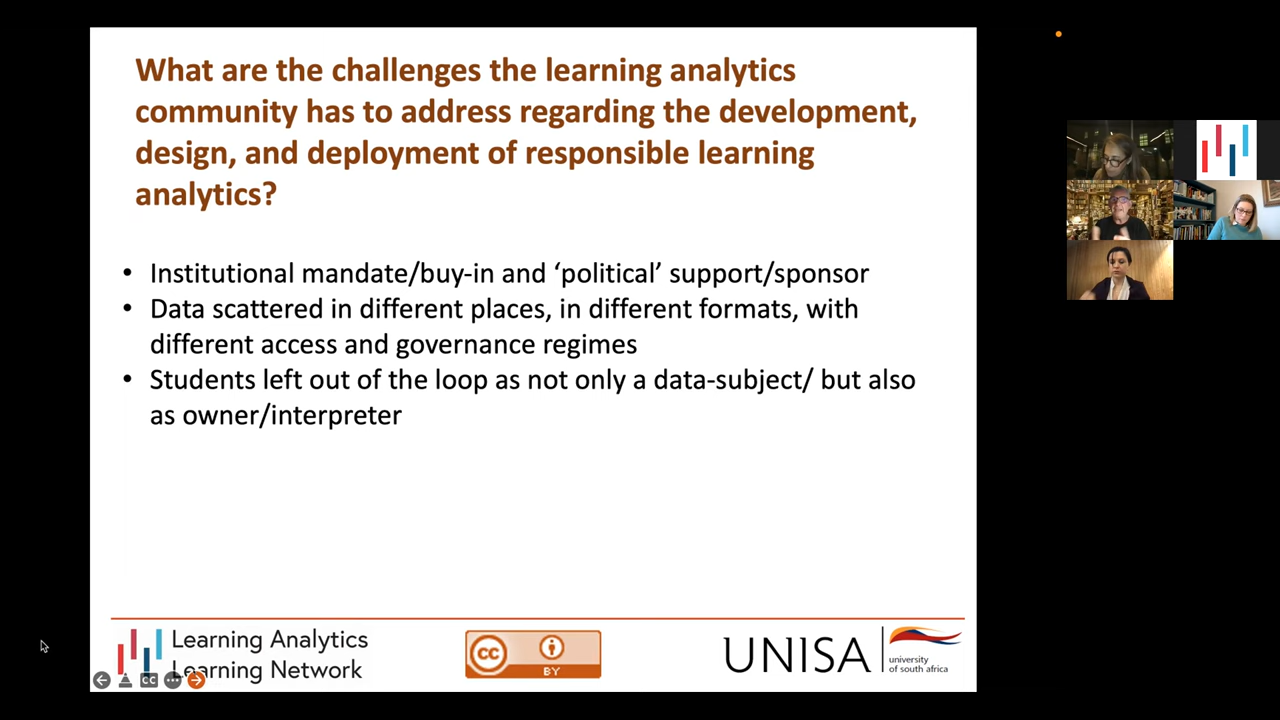 What are the challenges the learning analytics
community has to address regarding the development,
design, and deployment of responsible learning
analytics?
• Institutional mandate/buy-in and ‘political’ support/sponsor
• Data scattered in different places, in different formats, with
different access and governance regimes
• Students left out of the loop as not only a data-subject/ but also
as owner/interpreter
Learning Analytics
Learning Network
CC
cc
BY
UNISA
university
of south africa